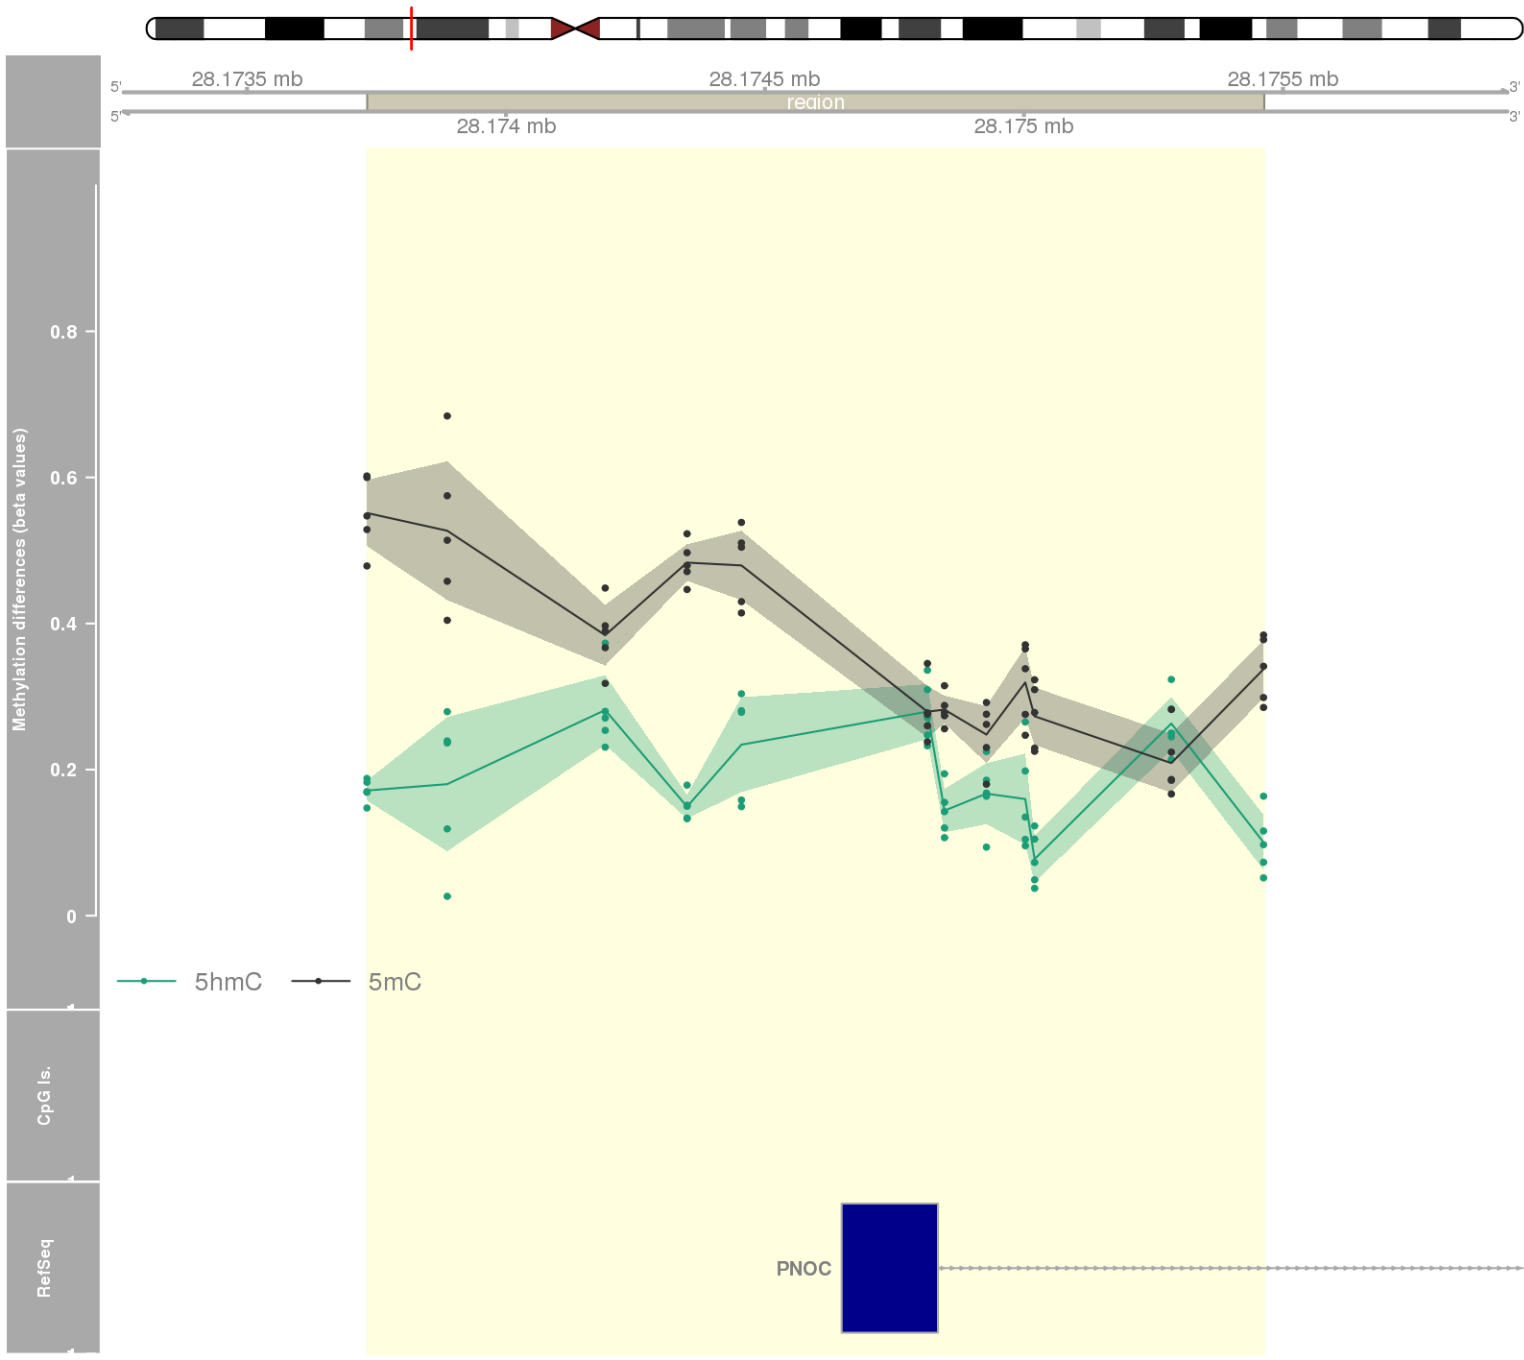 28.1735 mb 28.1745 mb 28.1755 mb
5' 3'
region
5' 3'
28.174 mb 28.175 mb
Methylation differences (beta values)
0.8
0.6
0.4
0.2
0
5hmC 5mC
CpG Is.
RefSeq
PNOC